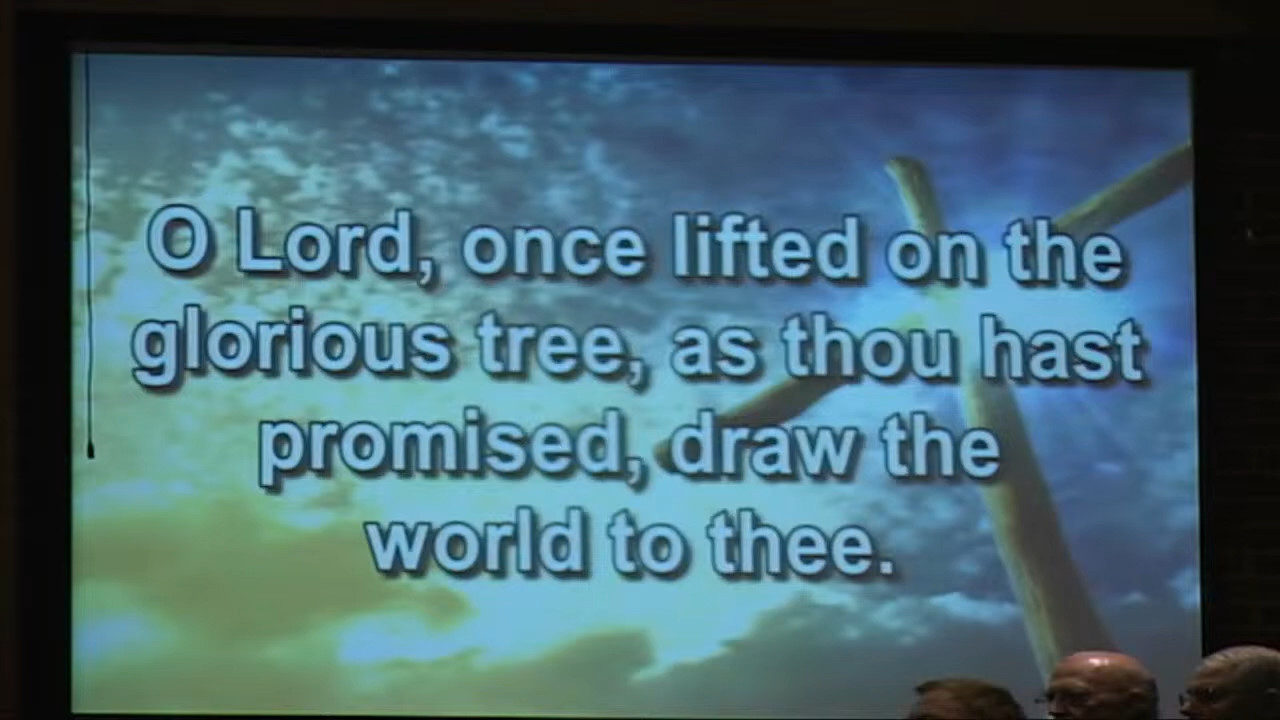 O Lord, once lifted on the
glorious tree, as thou hast
promised, draw the
world to thee.